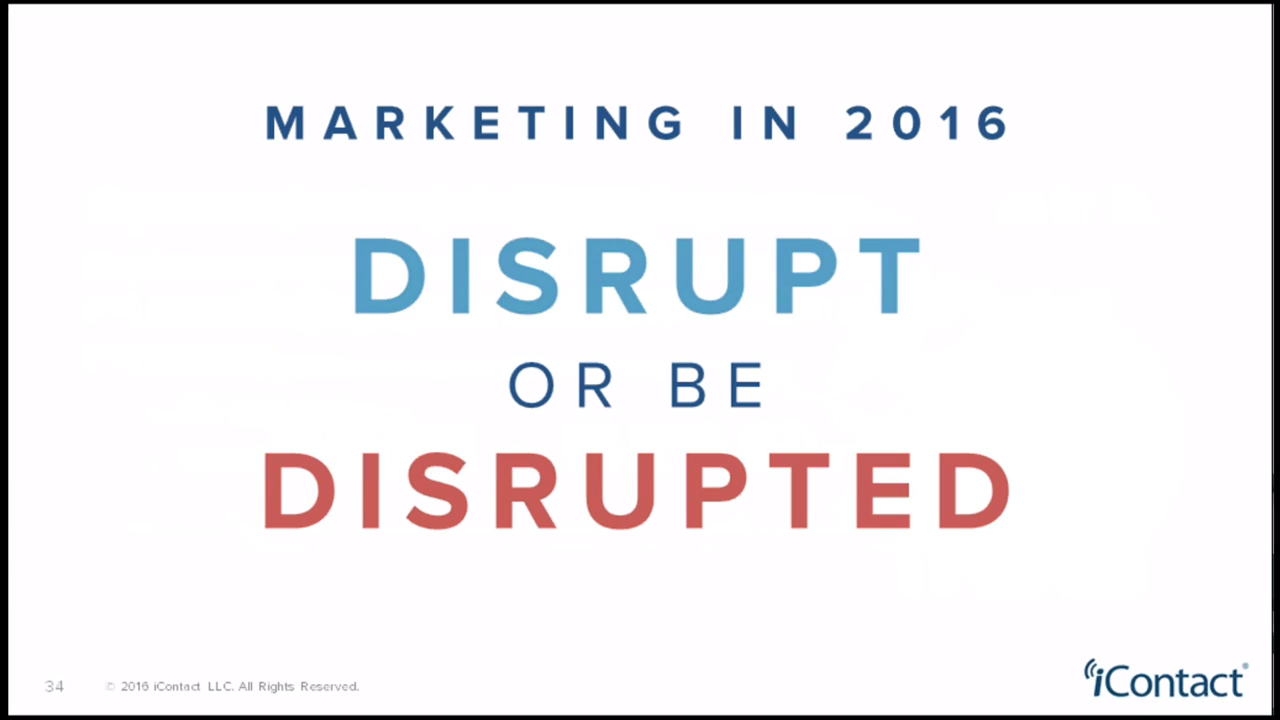 MARKETING IN 2016
DISRUPT
OR BE
DISRUPTED
34 © 2016 iContact LLC. All Rights Reserved.
iContact®